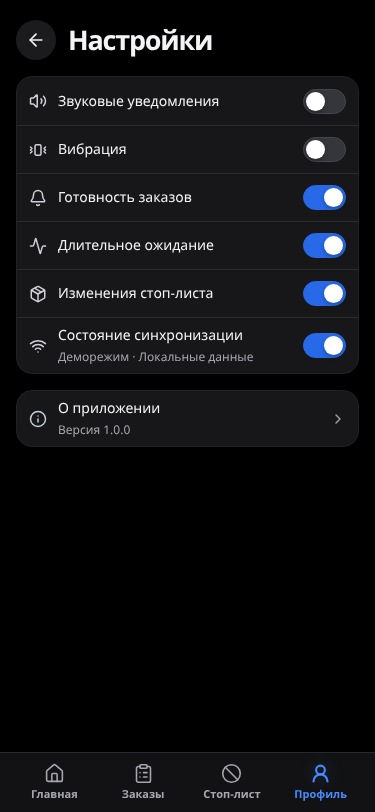 Настройки
Звуковые уведомления
Вибрация
Готовность заказов
Длительное ожидание
Изменения стоп-листа
Состояние синхронизации
Деморежим · Локальные данные
О приложении
Версия 1.0.0
Главная
Заказы
Стоп-лист
Профиль